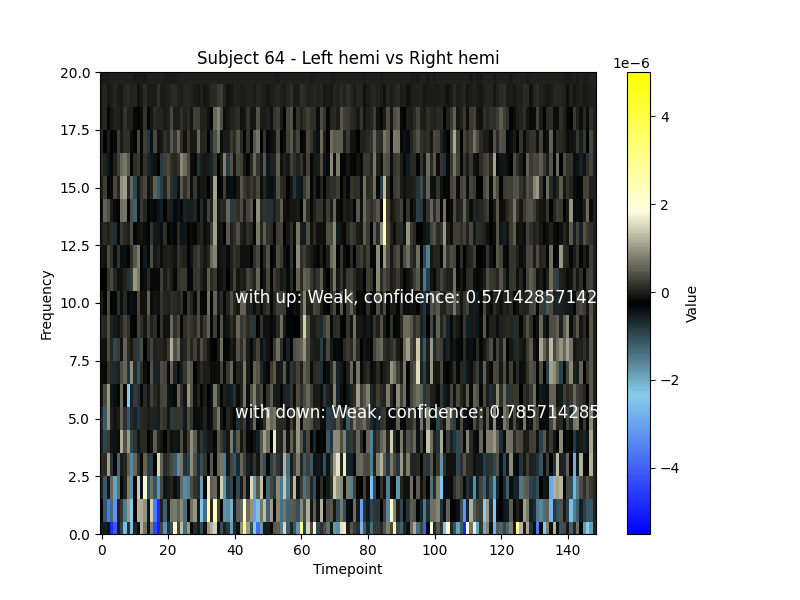 Subject 64 - Left hemi vs Right hemi
1e−6
20.0
17.5
15.0
12.5
10.0
7.5
5.0
2.5
0.0
Frequency
with up: Weak, confidence: 0.57142857142
with down: Weak, confidence: 0.785714285
0 20 40 60 80 100 120 140
Timepoint
4
2
0
−2
−4
Value